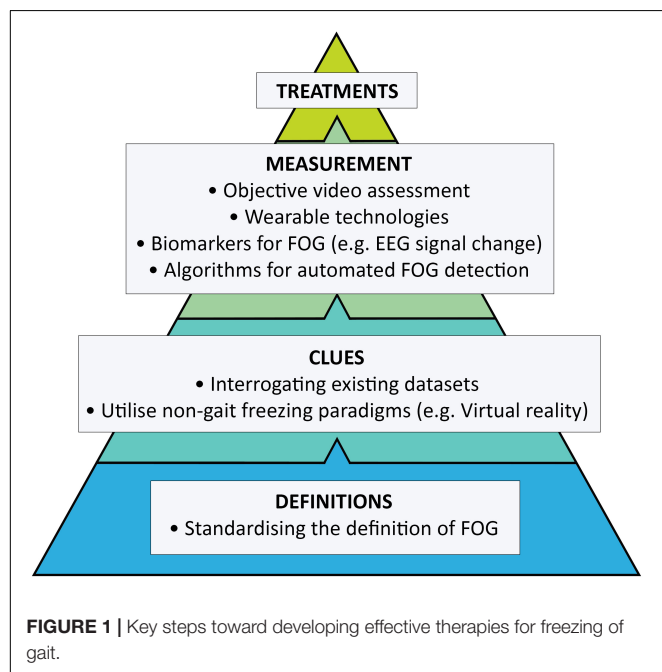 TREATMENTS
MEASUREMENT
• Objective video assessment
• Wearable technologies
• Biomarkers for FOG (e.g. EEG signal change)
• Algorithms for automated FOG detection
CLUES
• Interrogating existing datasets
• Utilise non-gait freezing paradigms (e.g. Virtual reality)
DEFINITIONS
• Standardising the definition of FOG
FIGURE 1 | Key steps toward developing effective therapies for freezing of
gait.